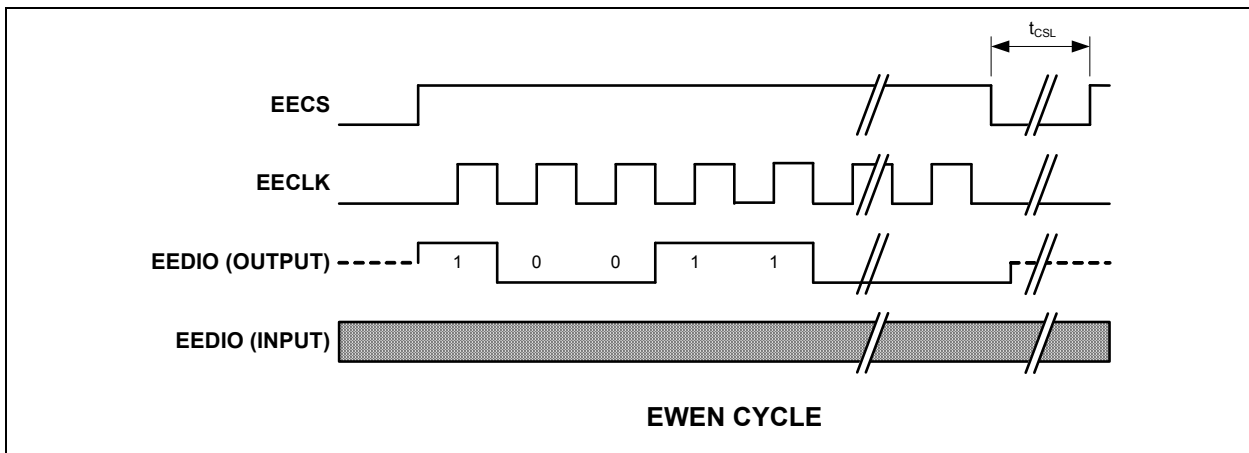 tCSL
EECS
EECLK
EEDIO (OUTPUT)
1 0 0 1 1
EEDIO (INPUT)
EWEN CYCLE